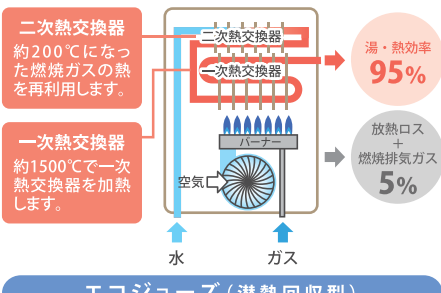 二次熱交換器
約200℃になっ
た燃焼ガスの熱
を再利用します。
一次熱交換器
約1500℃で一次
熱交換器を加熱
します。
二次熱交換器
一次熱交換器
バーナー
空気
水
ガス
湯・熱効率
95%
放熱ロス
+
燃焼排気ガス
5%
エコジョーズ(潜熱回収型)